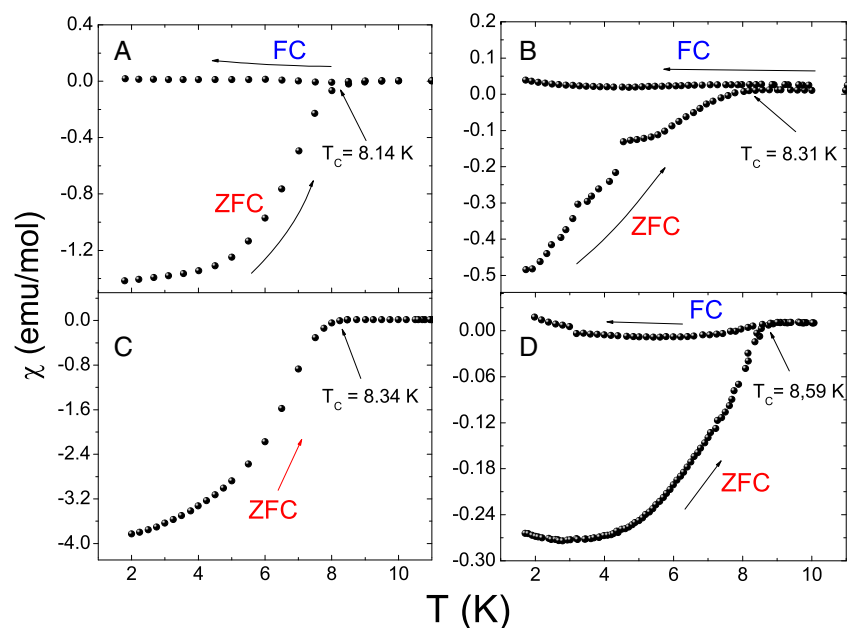 A
FC
T_C = 8.14 K
ZFC
0.4
0.0
-0.4
-0.8
-1.2
B
FC
T_C = 8.31 K
ZFC
0.2
0.1
0.0
-0.1
-0.2
-0.3
-0.4
-0.5
χ (emu/mol)
C
T_C = 8.34 K
ZFC
0.0
-0.8
-1.6
-2.4
-3.2
-4.0
2 4 6 8 10
D
FC
T_C = 8,59 K
ZFC
0.00
-0.06
-0.12
-0.18
-0.24
-0.30
2 4 6 8 10
T (K)